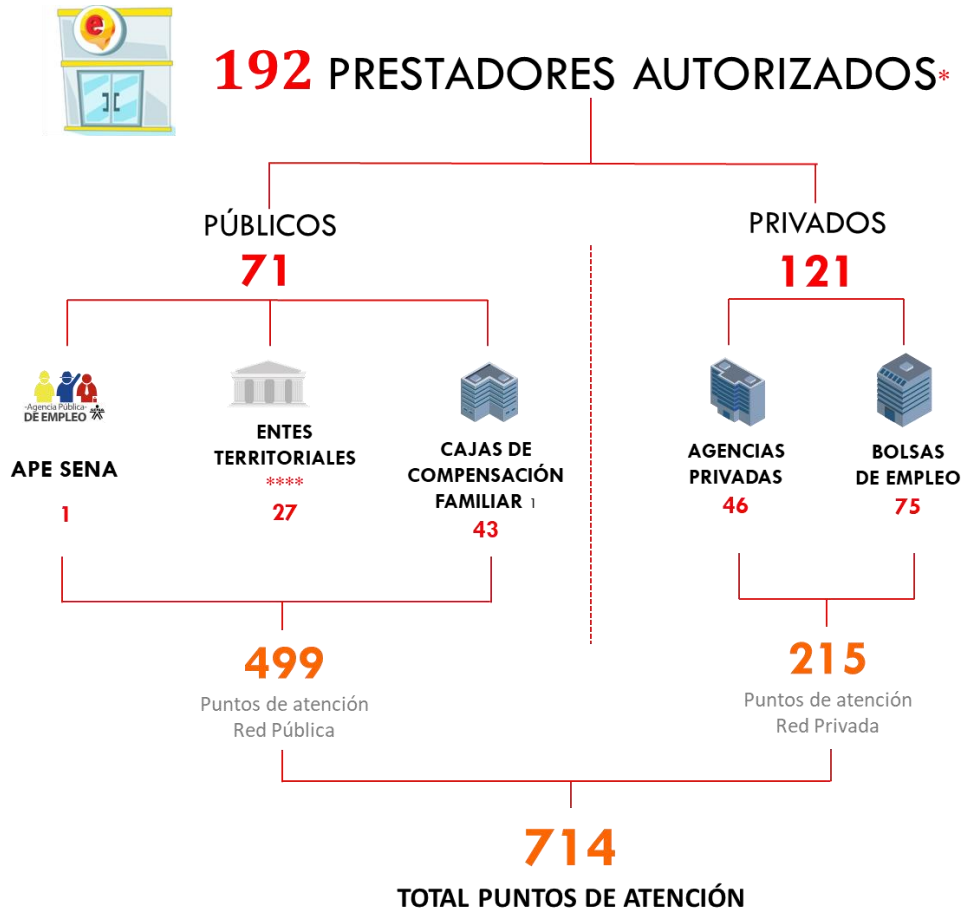 e
192 PRESTADORES AUTORIZADOS*
PÚBLICOS
71
PRIVADOS
121
-Agencia Pública-
DE EMPLEO
SENA
APE SENA
1
ENTES
TERRITORIALES
****
27
CAJAS DE
COMPENSACIÓN
FAMILIAR 1
43
AGENCIAS
PRIVADAS
46
BOLSAS
DE EMPLEO
75
499
Puntos de atención
Red Pública
215
Puntos de atención
Red Privada
714
TOTAL PUNTOS DE ATENCIÓN